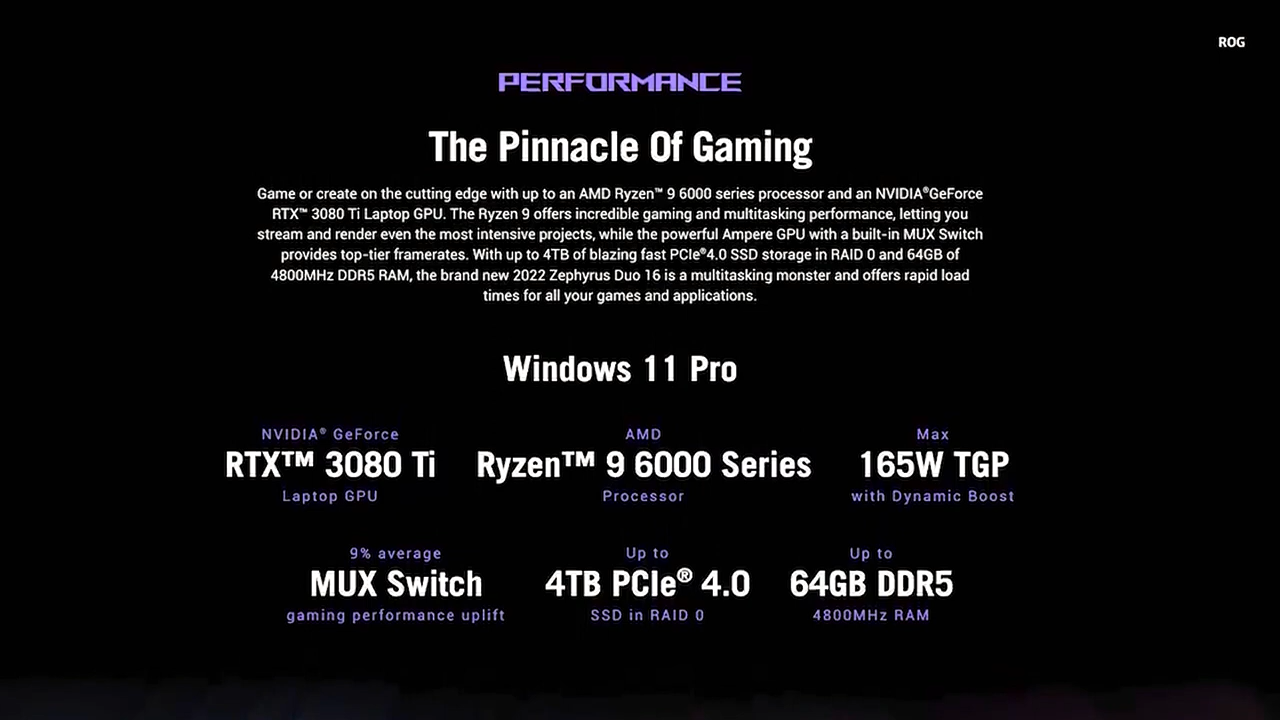 ROG
PERFORMANCE
The Pinnacle Of Gaming
Game or create on the cutting edge with up to an AMD Ryzen™ 9 6000 series processor and an NVIDIA®GeForce
RTX™ 3080 Ti Laptop GPU. The Ryzen 9 offers incredible gaming and multitasking performance, letting you
stream and render even the most intensive projects, while the powerful Ampere GPU with a built-in MUX Switch
provides top-tier framerates. With up to 4TB of blazing fast PCIe®4.0 SSD storage in RAID 0 and 64GB of
4800MHz DDR5 RAM, the brand new 2022 Zephyrus Duo 16 is a multitasking monster and offers rapid load
times for all your games and applications.
Windows 11 Pro
NVIDIA® GeForce
RTX™ 3080 Ti
Laptop GPU
AMD
Ryzen™ 9 6000 Series
Processor
Max
165W TGP
with Dynamic Boost
9% average
MUX Switch
gaming performance uplift
Up to
4TB PCIe® 4.0
SSD in RAID 0
Up to
64GB DDR5
4800MHz RAM